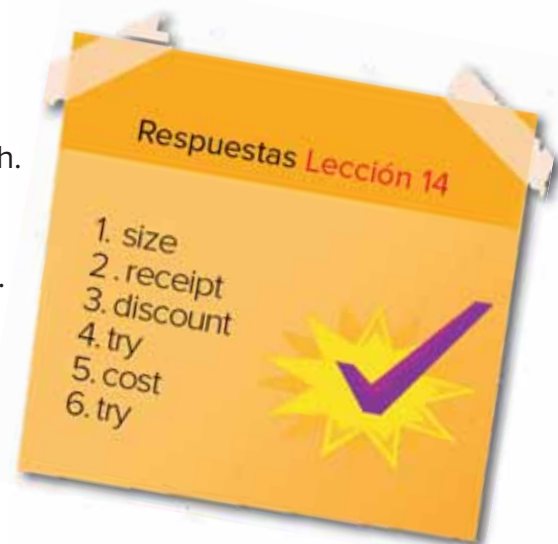 h.
.
Respuestas Lección 14
1. size
2. receipt
3. discount
4. try
5. cost
6. try